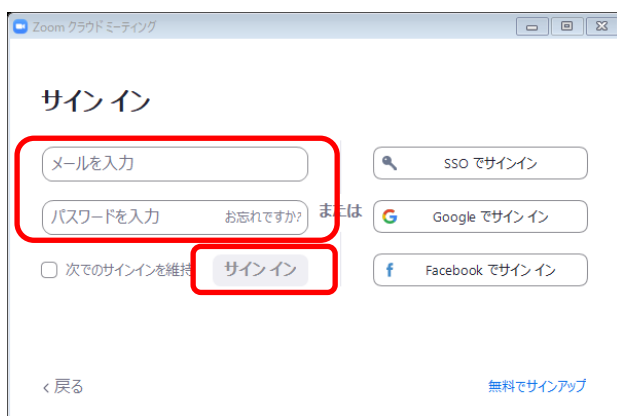 Zoom クラウド ミーティング
サイン イン
メールを入力
パスワードを入力 お忘れですか?
次でのサインインを維持 サイン イン
または
SSO でサインイン
Google でサイン イン
Facebook でサイン イン
< 戻る
無料でサインアップ